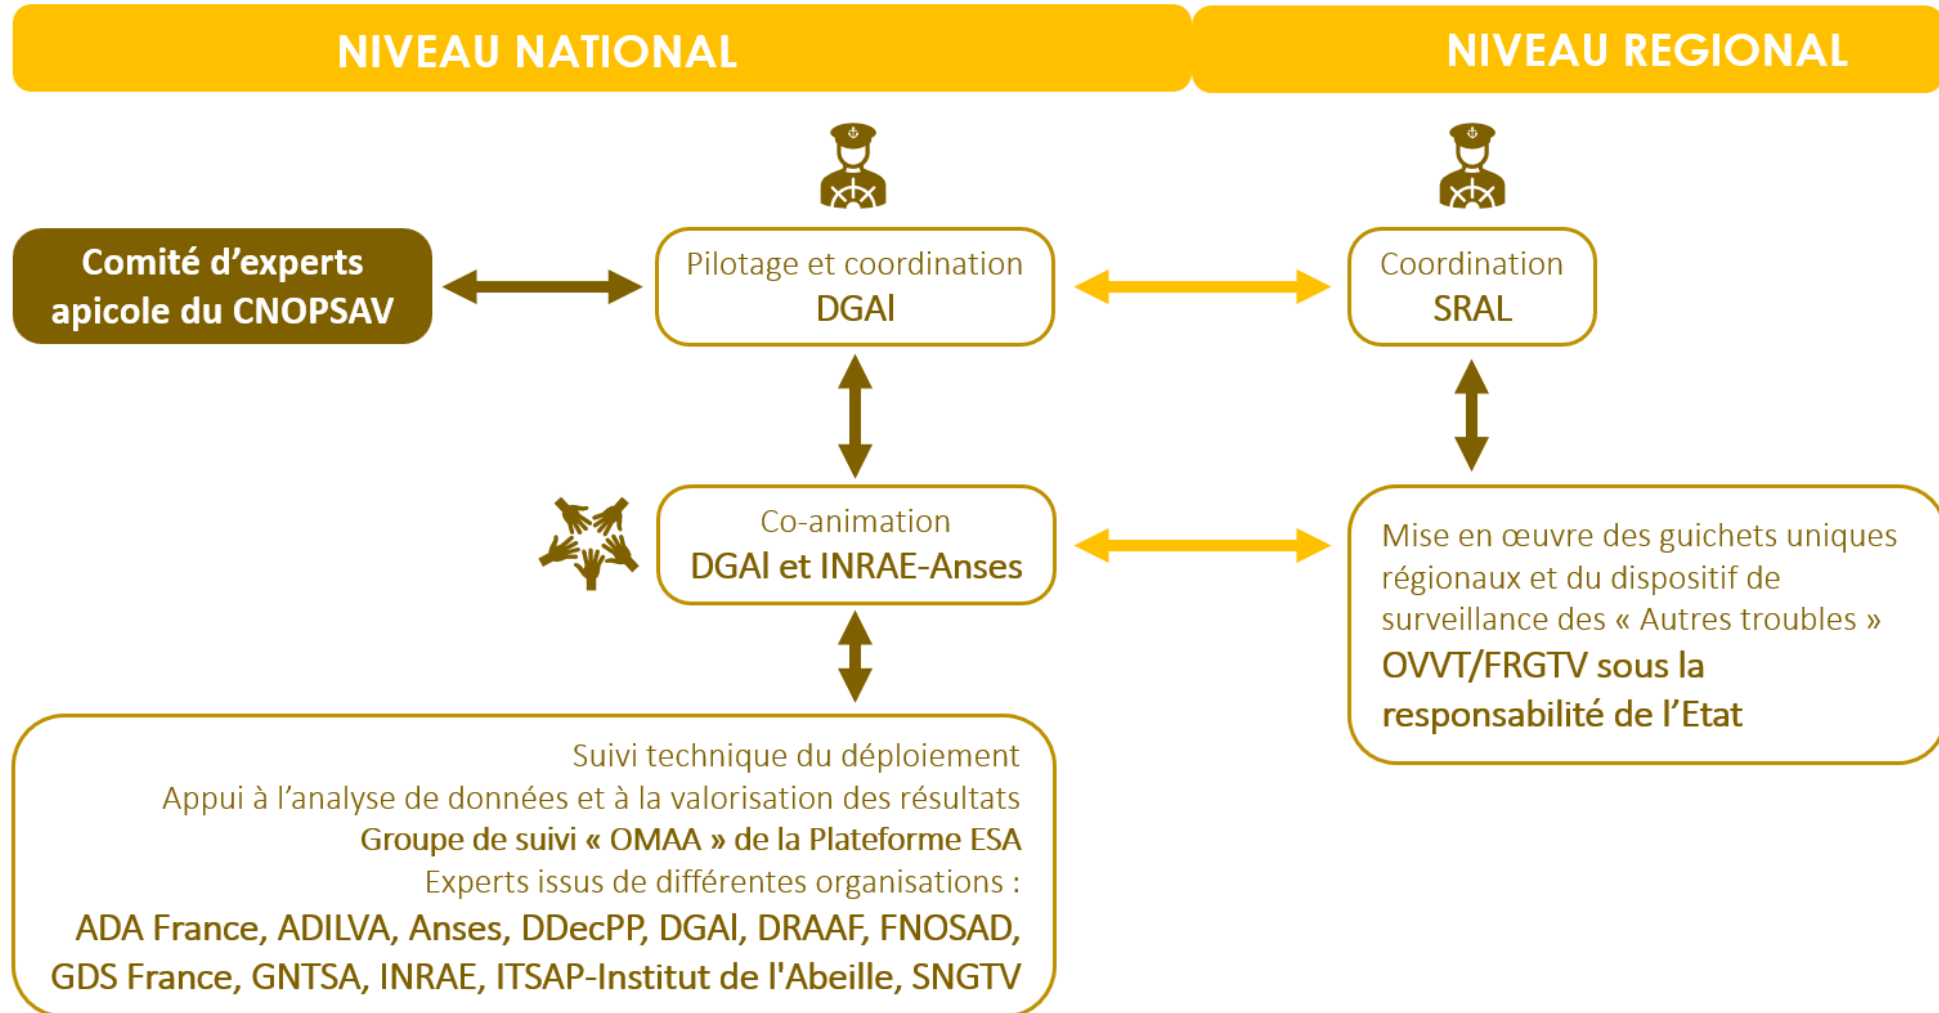 NIVEAU NATIONAL
NIVEAU REGIONAL
Comité d’experts
apicole du CNOPSAV
Pilotage et coordination
DGAl
Coordination
SRAL
Co-animation
DGAl et INRAE-Anses
Mise en œuvre des guichets uniques
régionaux et du dispositif de
surveillance des « Autres troubles »
OVVT/FRGTV sous la
responsabilité de l’Etat
Suivi technique du déploiement
Appui à l’analyse de données et à la valorisation des résultats
Groupe de suivi « OMAA » de la Plateforme ESA
Experts issus de différentes organisations :
ADA France, ADILVA, Anses, DDecPP, DGAl, DRAAF, FNOSAD,
GDS France, GNTSA, INRAE, ITSAP-Institut de l'Abeille, SNGTV